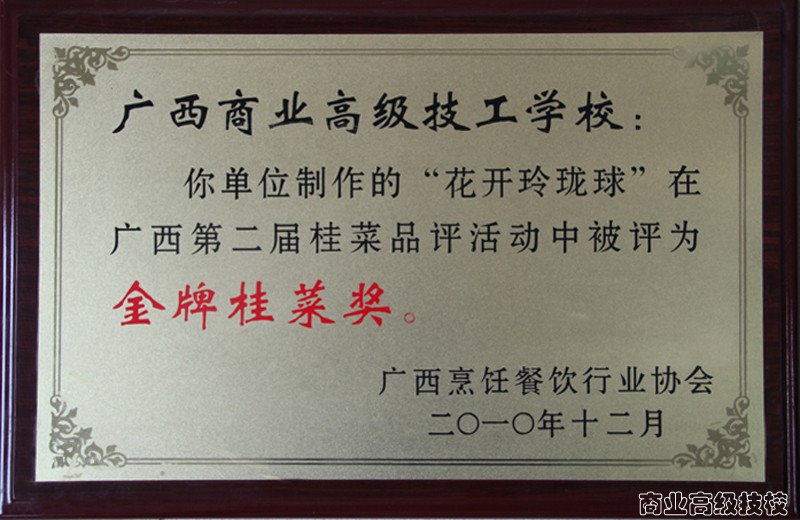 广西商业高级技工学校：
你单位制作的“花开玲珑球”在
广西第二届桂菜品评活动中被评为
金牌桂菜奖。
广西烹饪餐饮行业协会
二〇一〇年十二月
商业高级技校